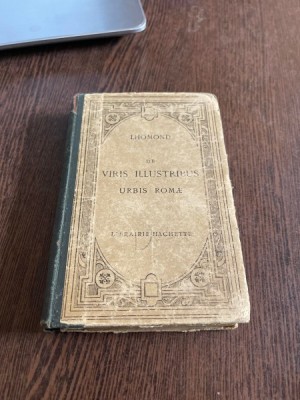 LHOMOND
DE
VIRIS ILLUSTRIBUS
URBIS ROMÆ
LIBRAIRIE HACHETTE